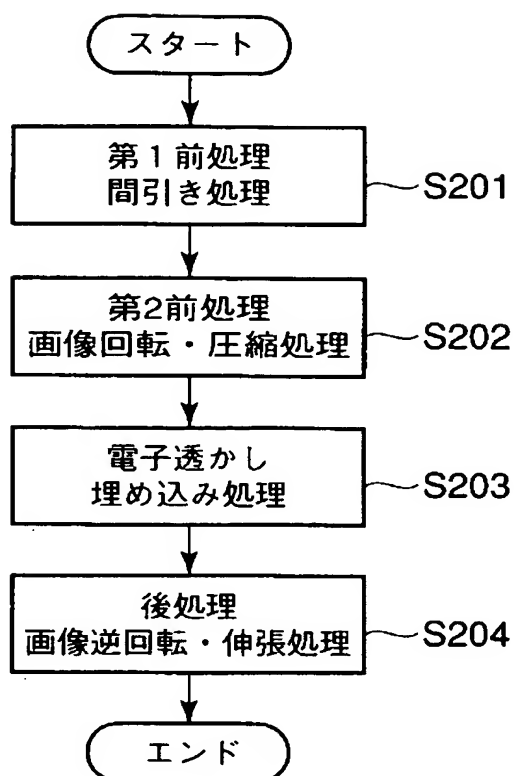 スタート
第1前処理
間引き処理
S201
第2前処理
画像回転・圧縮処理
S202
電子透かし
埋め込み処理
S203
後処理
画像逆回転・伸張処理
S204
エンド